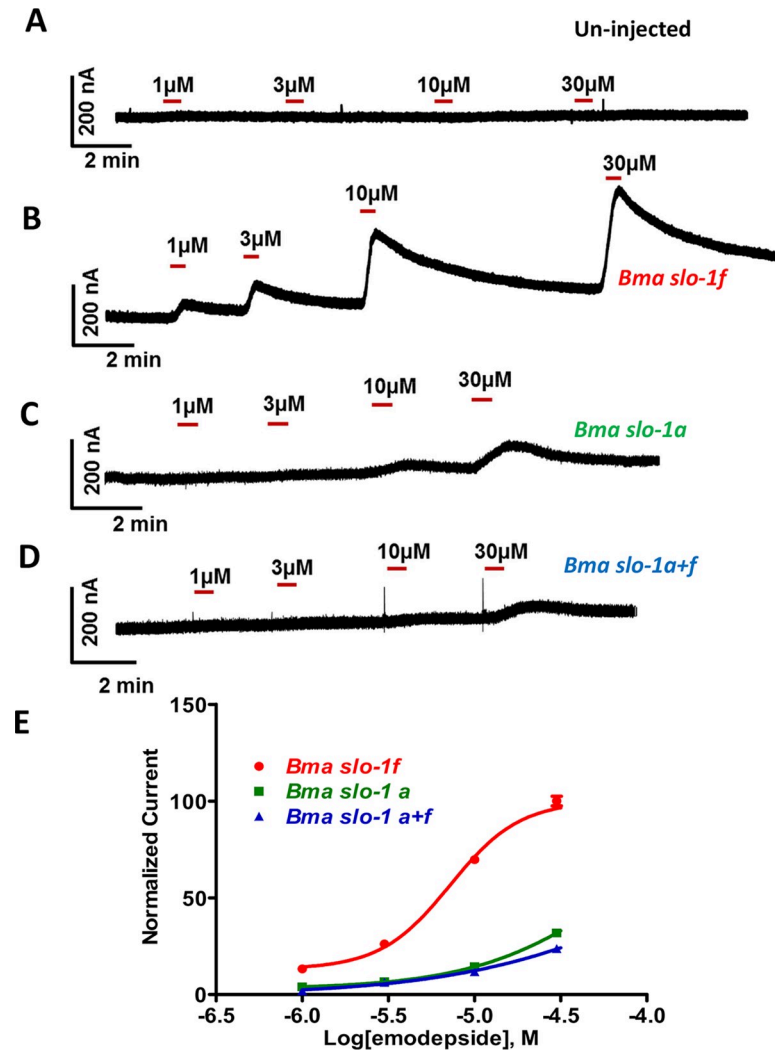 A
Un-injected
1μM 3μM 10μM 30μM
200 nA
2 min
B
1μM 3μM 10μM 30μM
Bma slo-1f
200 nA
2 min
C
1μM 3μM 10μM 30μM
Bma slo-1a
200 nA
2 min
D
1μM 3μM 10μM 30μM
Bma slo-1a+f
200 nA
2 min
E
Normalized Current
150
100
50
0
Bma slo-1f
Bma slo-1 a
Bma slo-1 a+f
-6.5 -6.0 -5.5 -5.0 -4.5 -4.0
Log[emodepside], M